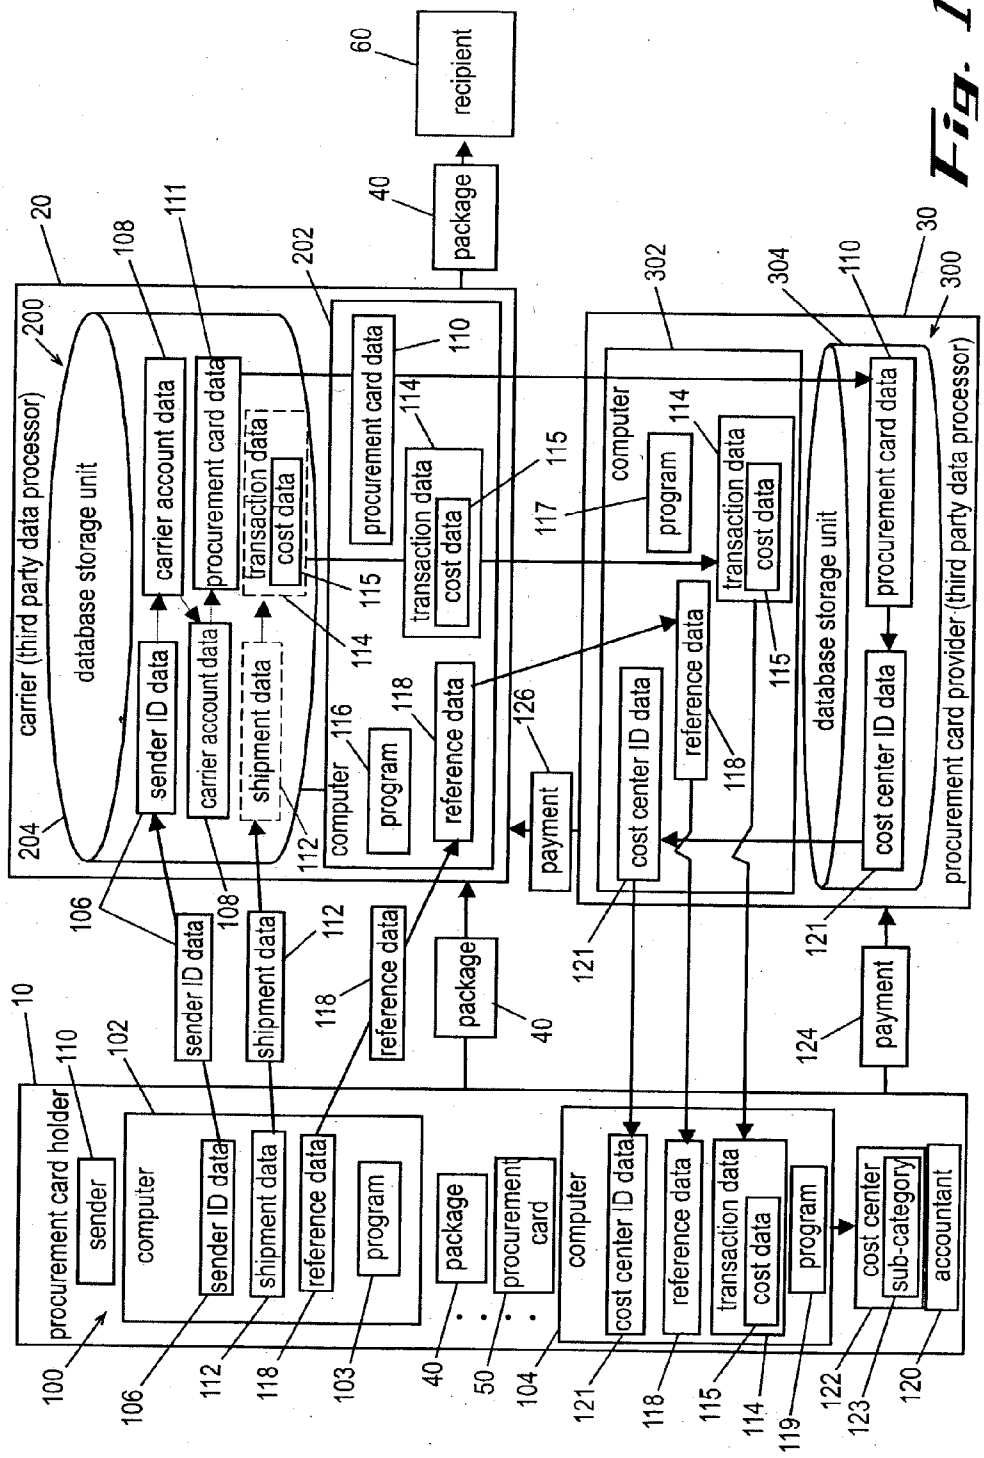 10
procurement card holder
110
sender
100
102
computer
106
sender ID data
112
shipment data
118
reference data
103
program
40
package
50
procurement
card
104
computer
121
cost center ID data
118
reference data
transaction data
115
cost data
114
119
program
122
cost center
123
sub-category
120
accountant
106
sender ID data
shipment data
112
118
reference data
package
40
124
payment
20
carrier (third party data processor)
200
204
database storage unit
sender ID data
carrier account data
108
108
carrier account data
procurement card data
111
112
shipment data
transaction data
cost data
114
115
202
computer
116
program
118
reference data
procurement card data
110
transaction data
114
cost data
115
package
40
recipient
60
payment
126
30
procurement card provider (third party data processor)
300
302
computer
117
program
121
cost center ID data
reference data
118
transaction data
114
cost data
115
304
database storage unit
121
cost center ID data
procurement card data
110
Fig. 1